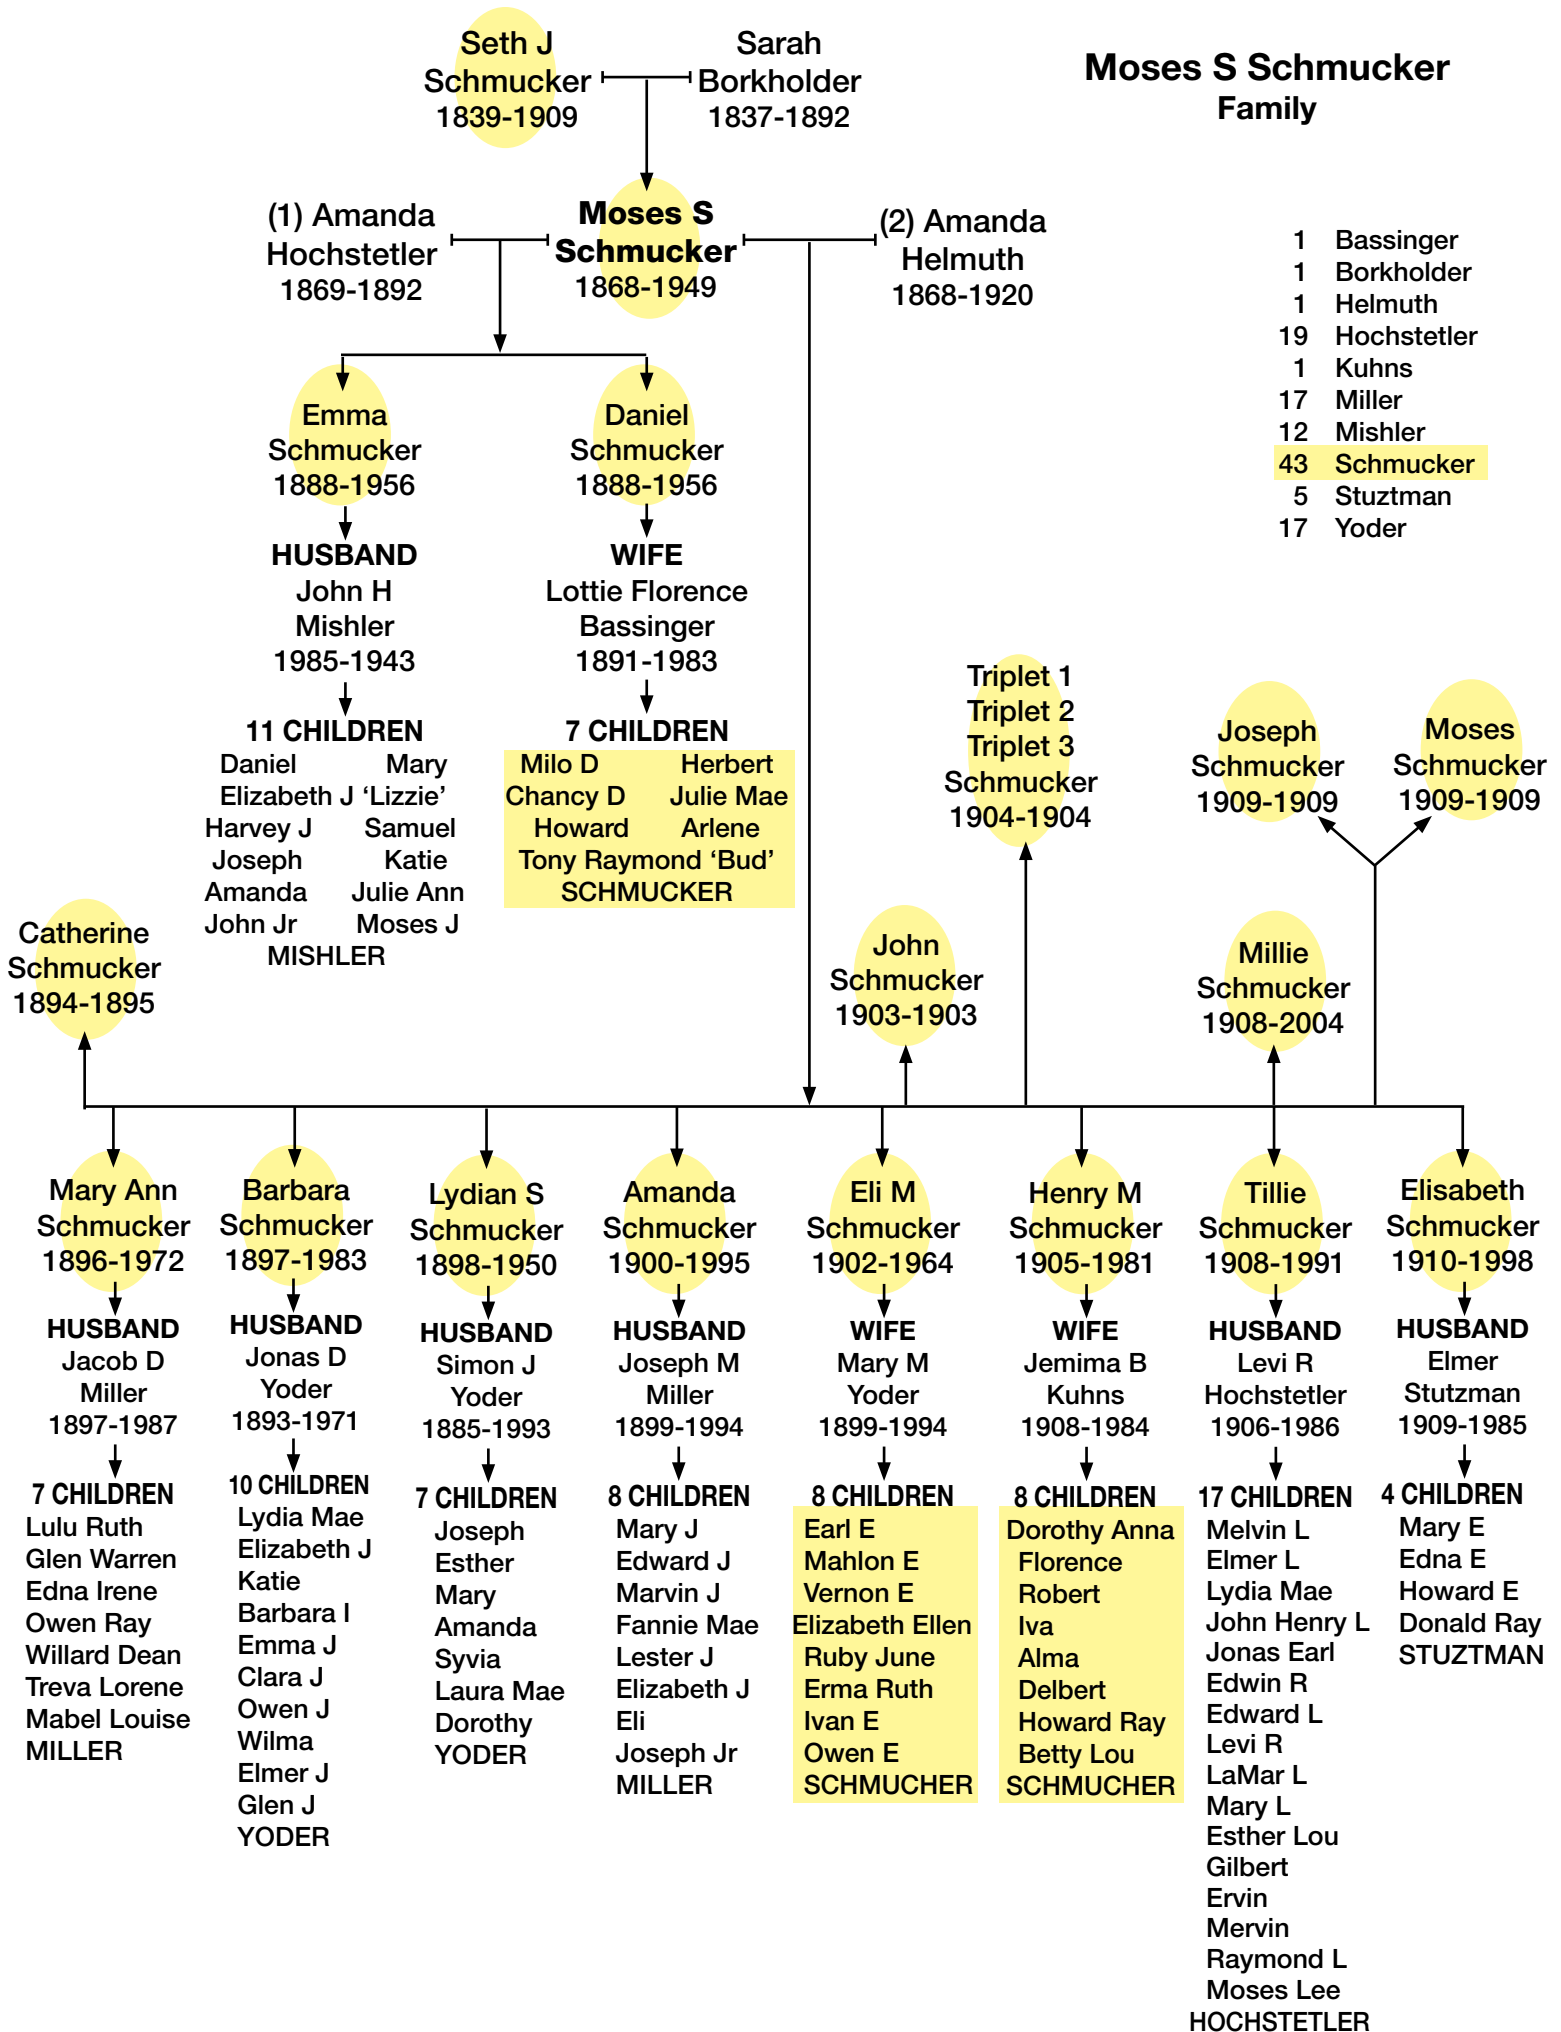 Seth J
Schmucker
1839-1909
Sarah
Borkholder
1837-1892
Moses S Schmucker
Family
(1) Amanda
Hochstetler
1869-1892
Moses S
Schmucker
1868-1949
(2) Amanda
Helmuth
1868-1920
1 Bassinger
1 Borkholder
1 Helmuth
19 Hochstetler
1 Kuhns
17 Miller
12 Mishler
43 Schmucker
5 Stuztman
17 Yoder
Emma
Schmucker
1888-1956
HUSBAND
John H
Mishler
1985-1943
11 CHILDREN
Daniel Mary
Elizabeth J ‘Lizzie’
Harvey J Samuel
Joseph Katie
Amanda Julie Ann
John Jr Moses J
MISHLER
Daniel
Schmucker
1888-1956
WIFE
Lottie Florence
Bassinger
1891-1983
7 CHILDREN
Milo D Herbert
Chancy D Julie Mae
Howard Arlene
Tony Raymond ‘Bud’
SCHMUCKER
Triplet 1
Triplet 2
Triplet 3
Schmucker
1904-1904
Joseph
Schmucker
1909-1909
Moses
Schmucker
1909-1909
Catherine
Schmucker
1894-1895
John
Schmucker
1903-1903
Millie
Schmucker
1908-2004
Mary Ann
Schmucker
1896-1972
HUSBAND
Jacob D
Miller
1897-1987
7 CHILDREN
Lulu Ruth
Glen Warren
Edna Irene
Owen Ray
Willard Dean
Treva Lorene
Mabel Louise
MILLER
Barbara
Schmucker
1897-1983
HUSBAND
Jonas D
Yoder
1893-1971
10 CHILDREN
Lydia Mae
Elizabeth J
Katie
Barbara I
Emma J
Clara J
Owen J
Wilma
Elmer J
Glen J
YODER
Lydian S
Schmucker
1898-1950
HUSBAND
Simon J
Yoder
1885-1993
7 CHILDREN
Joseph
Esther
Mary
Amanda
Syvia
Laura Mae
Dorothy
YODER
Amanda
Schmucker
1900-1995
HUSBAND
Joseph M
Miller
1899-1994
8 CHILDREN
Mary J
Edward J
Marvin J
Fannie Mae
Lester J
Elizabeth J
Eli
Joseph Jr
MILLER
Eli M
Schmucker
1902-1964
WIFE
Mary M
Yoder
1899-1994
8 CHILDREN
Earl E
Mahlon E
Vernon E
Elizabeth Ellen
Ruby June
Erma Ruth
Ivan E
Owen E
SCHMUCHER
Henry M
Schmucker
1905-1981
WIFE
Jemima B
Kuhns
1908-1984
8 CHILDREN
Dorothy Anna
Florence
Robert
Iva
Alma
Delbert
Howard Ray
Betty Lou
SCHMUCHER
Tillie
Schmucker
1908-1991
HUSBAND
Levi R
Hochstetler
1906-1986
17 CHILDREN
Melvin L
Elmer L
Lydia Mae
John Henry L
Jonas Earl
Edwin R
Edward L
Levi R
LaMar L
Mary L
Esther Lou
Gilbert
Ervin
Mervin
Raymond L
Moses Lee
HOCHSTETLER
Elisabeth
Schmucker
1910-1998
HUSBAND
Elmer
Stutzman
1909-1985
4 CHILDREN
Mary E
Edna E
Howard E
Donald Ray
STUZTMAN